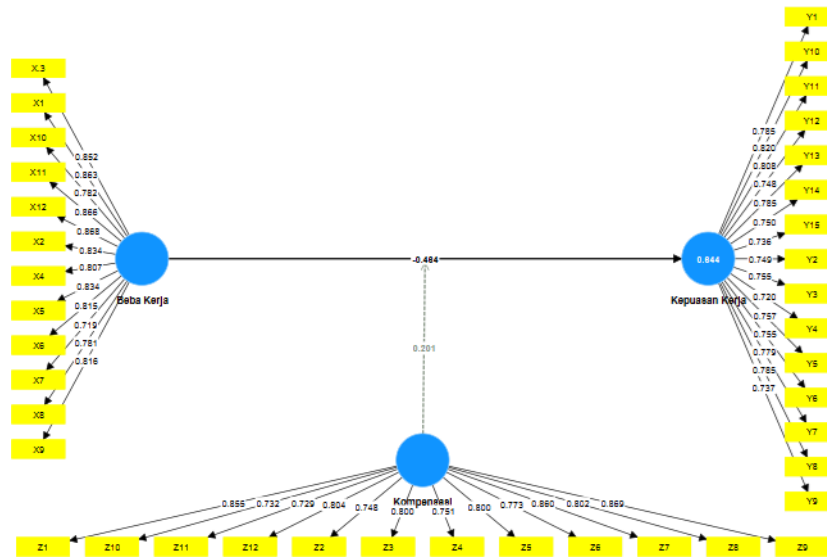 Y1
X.3
Y10
X1
Y11
X10
Y12
X11
Y13
X12
Y14
X2
Y15
X4
Y2
X5
Y3
X6
Y4
X7
Y5
X8
Y6
X9
Y7
Y8
Y9
0.852
0.863
0.782
0.866
0.868
0.834
0.807
0.834
0.815
0.719
0.781
0.816
Beba Kerja
-0.484
0.201
0.785
0.820
0.808
0.748
0.785
0.750
0.736
0.749
0.755
0.720
0.757
0.755
0.779
0.785
0.737
0.644
Kepuasan Kerja
Kompensasi
0.855
0.732
0.729
0.804
0.748
0.800
0.751
0.800
0.773
0.860
0.802
0.869
Z1
Z10
Z11
Z12
Z2
Z3
Z4
Z5
Z6
Z7
Z8
Z9